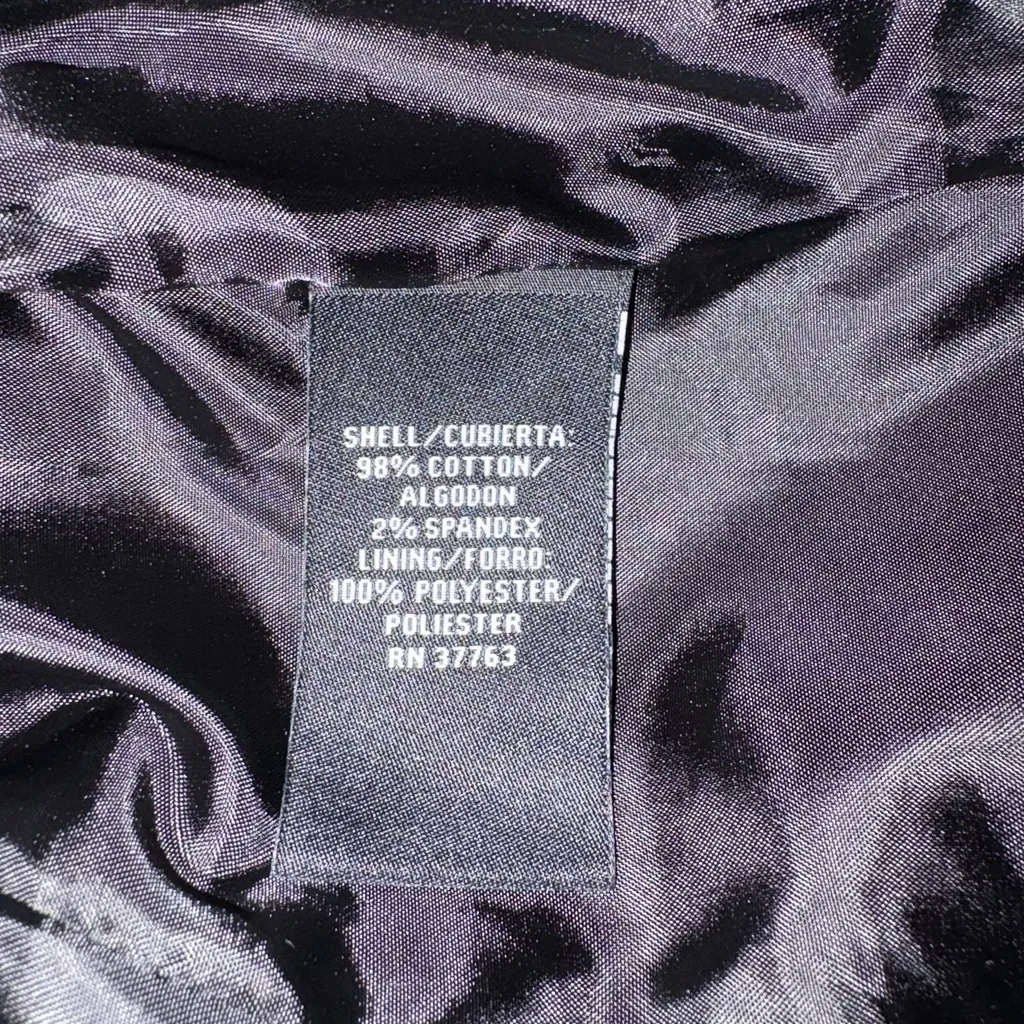 SHELL/CUBIERTA:
98% COTTON/
ALGODON
2% SPANDEX
LINING/FORRO:
100% POLYESTER/
POLIESTER
RN 37763